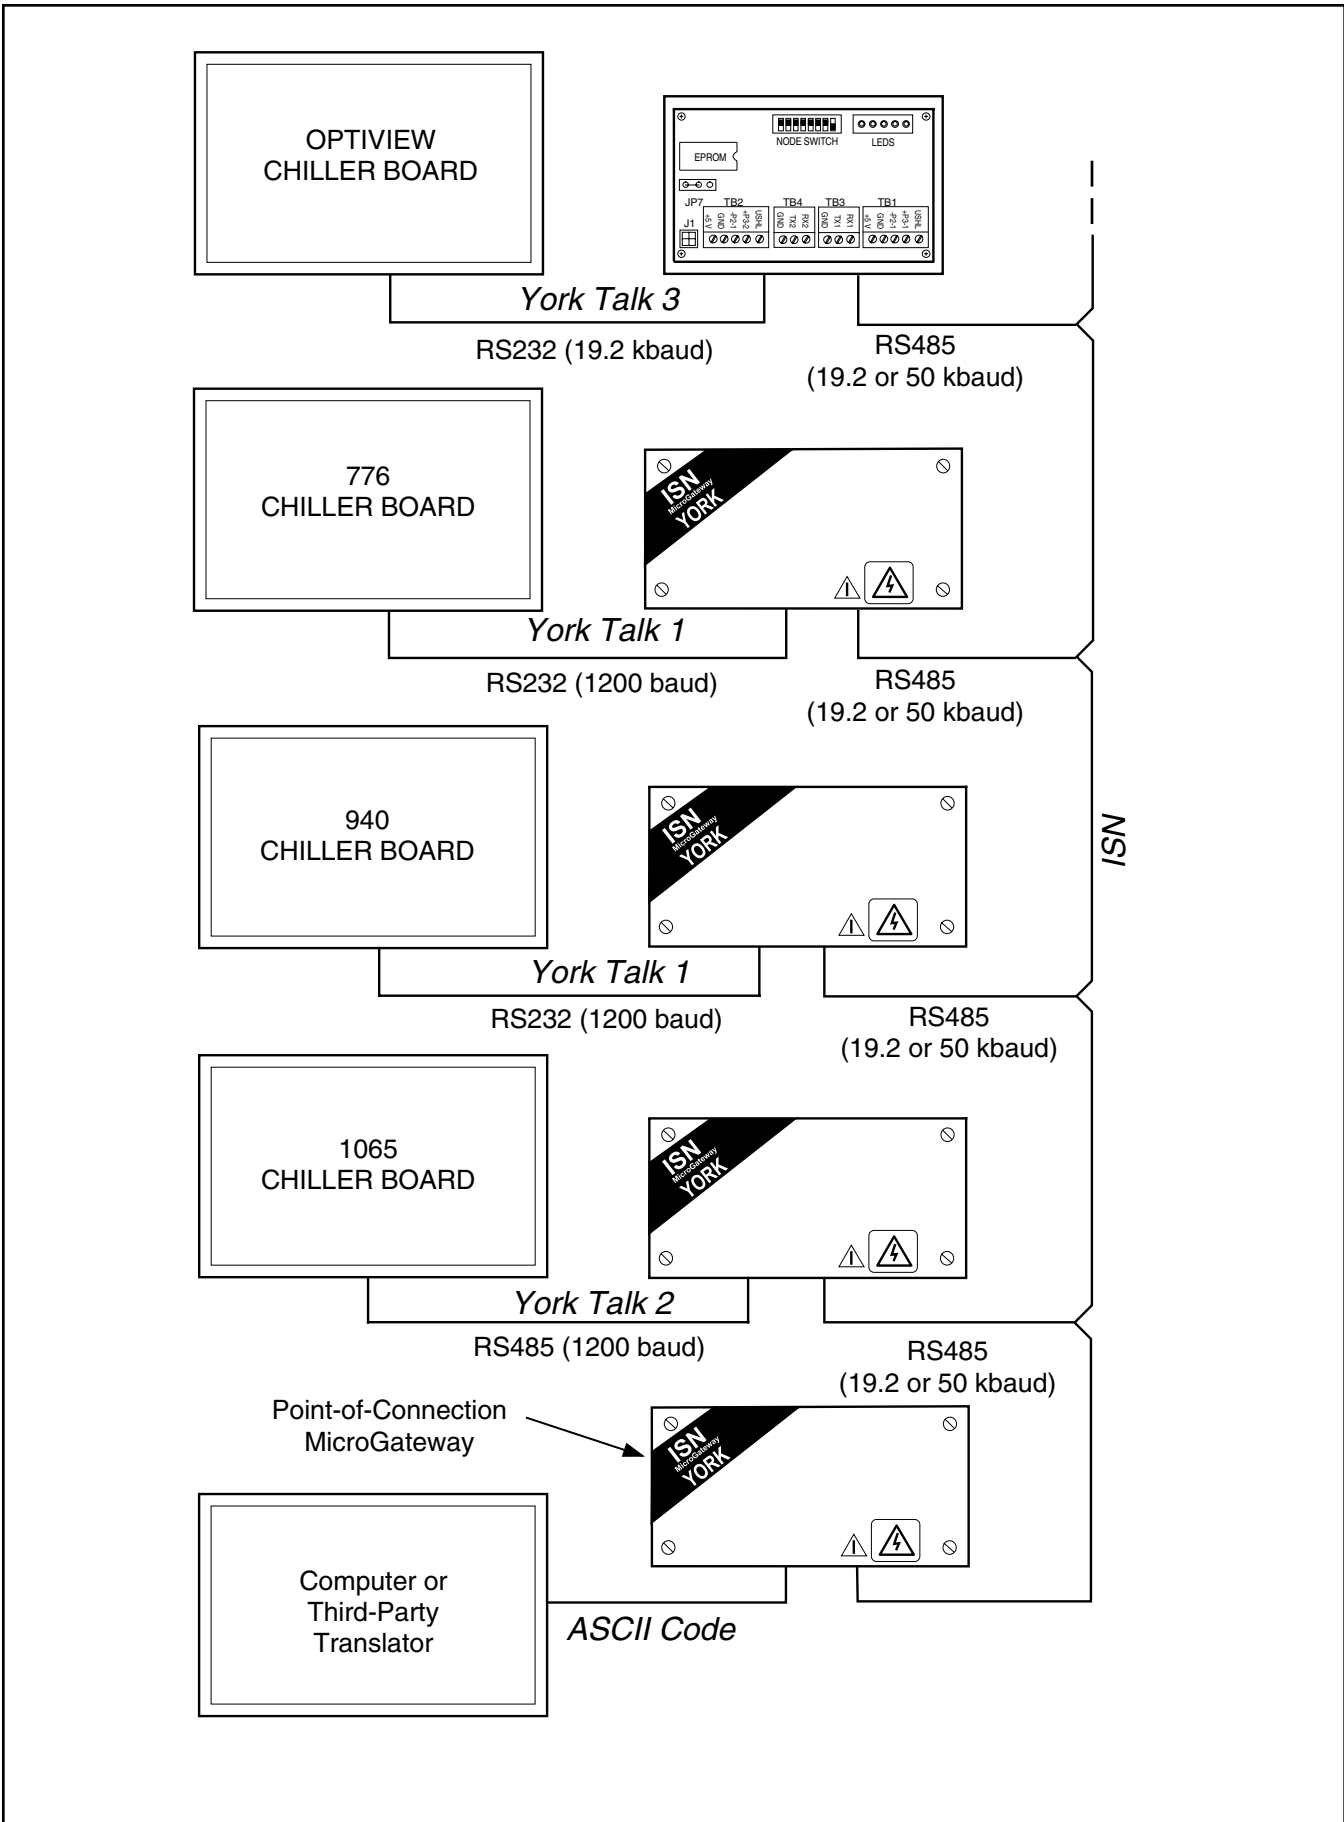 OPTIVIEW
CHILLER BOARD
NODE SWITCH
LEDS
EPROM
JP7
TB2
TB4
TB3
TB1
J1
+5 V
GND
-P2-1
+P3-2
USHL
GND
TX2
RX2
GND
TX1
RX1
+5 V
GND
-P2-1
+P3-1
USHL
York Talk 3
RS232 (19.2 kbaud)
RS485
(19.2 or 50 kbaud)
776
CHILLER BOARD
ISN
MicroGateway
YORK
York Talk 1
RS232 (1200 baud)
RS485
(19.2 or 50 kbaud)
940
CHILLER BOARD
ISN
MicroGateway
YORK
ISN
York Talk 1
RS232 (1200 baud)
RS485
(19.2 or 50 kbaud)
1065
CHILLER BOARD
ISN
MicroGateway
YORK
York Talk 2
RS485 (1200 baud)
RS485
(19.2 or 50 kbaud)
Point-of-Connection
MicroGateway
ISN
MicroGateway
YORK
Computer or
Third-Party
Translator
ASCII Code